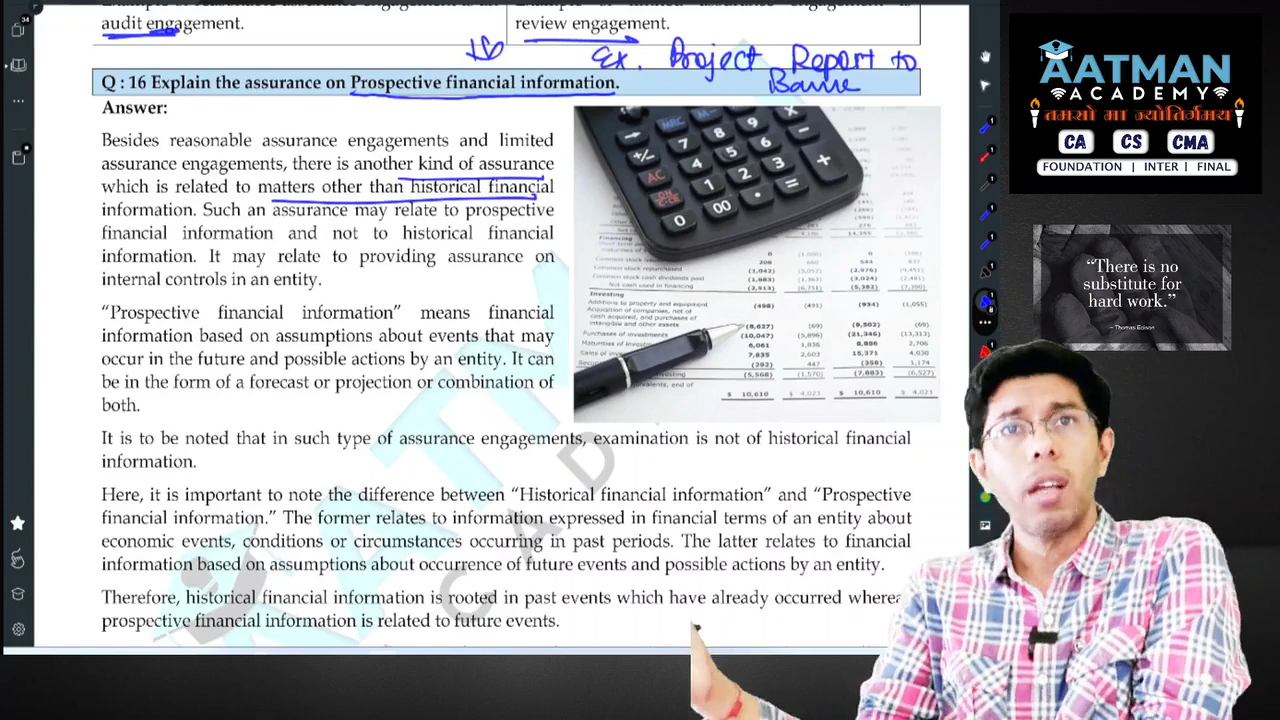 audit engagement.
review engagement.
Ex. Project Report to
Q : 16 Explain the assurance on Prospective financial information.
Answer:
Besides reasonable assurance engagements and limited
assurance engagements, there is another kind of assurance
which is related to matters other than historical financial
information. Such an assurance may relate to prospective
financial information and not to historical financial
information. It may relate to providing assurance on
internal controls in an entity.
“Prospective financial information” means financial
information based on assumptions about events that may
occur in the future and possible actions by an entity. It can
be in the form of a forecast or projection or combination of
both.
It is to be noted that in such type of assurance engagements, examination is not of historical financial
information.
Here, it is important to note the difference between “Historical financial information” and “Prospective
financial information.” The former relates to information expressed in financial terms of an entity about
economic events, conditions or circumstances occurring in past periods. The latter relates to financial
information based on assumptions about occurrence of future events and possible actions by an entity.
Therefore, historical financial information is rooted in past events which have already occurred
prospective financial information is related to future events.
AATMAN
ACADEMY
तमसो मा ज्योतिर्गमय
CA CS CMA
FOUNDATION | INTER | FINAL
“There is no
substitute for
hard work.”
– Thomas Edison